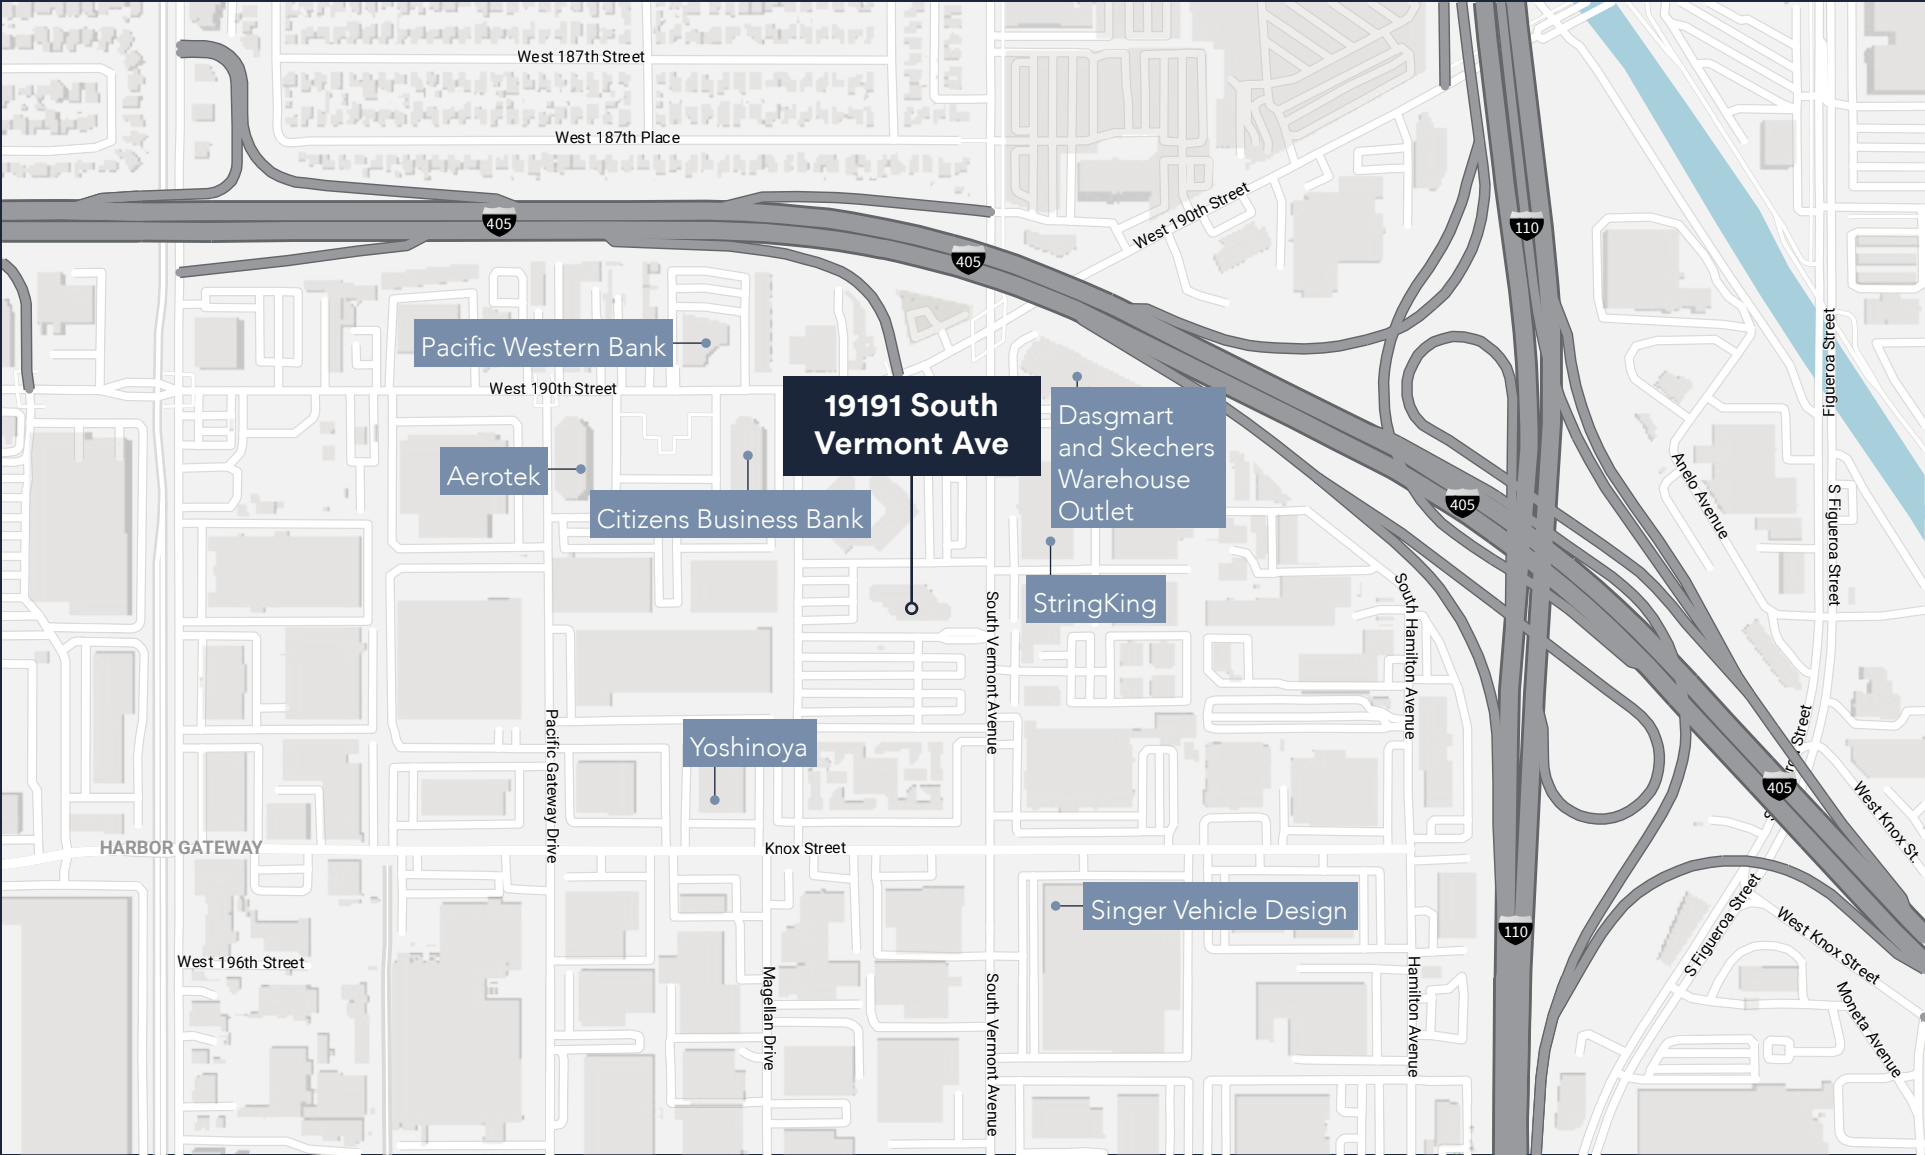 West 187th Street
West 187th Place
405
405
110
West 190th Street
Pacific Western Bank
West 190th Street
19191 South
Vermont Ave
Dasgmart
and Skechers
Warehouse
Outlet
Figueroa Street
Aerotek
Citizens Business Bank
405
Anelo Avenue
S Figueroa Street
StringKing
South Vermont Avenue
South Hamilton Avenue
Pacific Gateway Drive
Yoshinoya
405
West Knox St.
HARBOR GATEWAY
Knox Street
Singer Vehicle Design
110
S Figueroa Street
West Knox Street
West 196th Street
Magellan Drive
South Vermont Avenue
Hamilton Avenue
Moneta Avenue